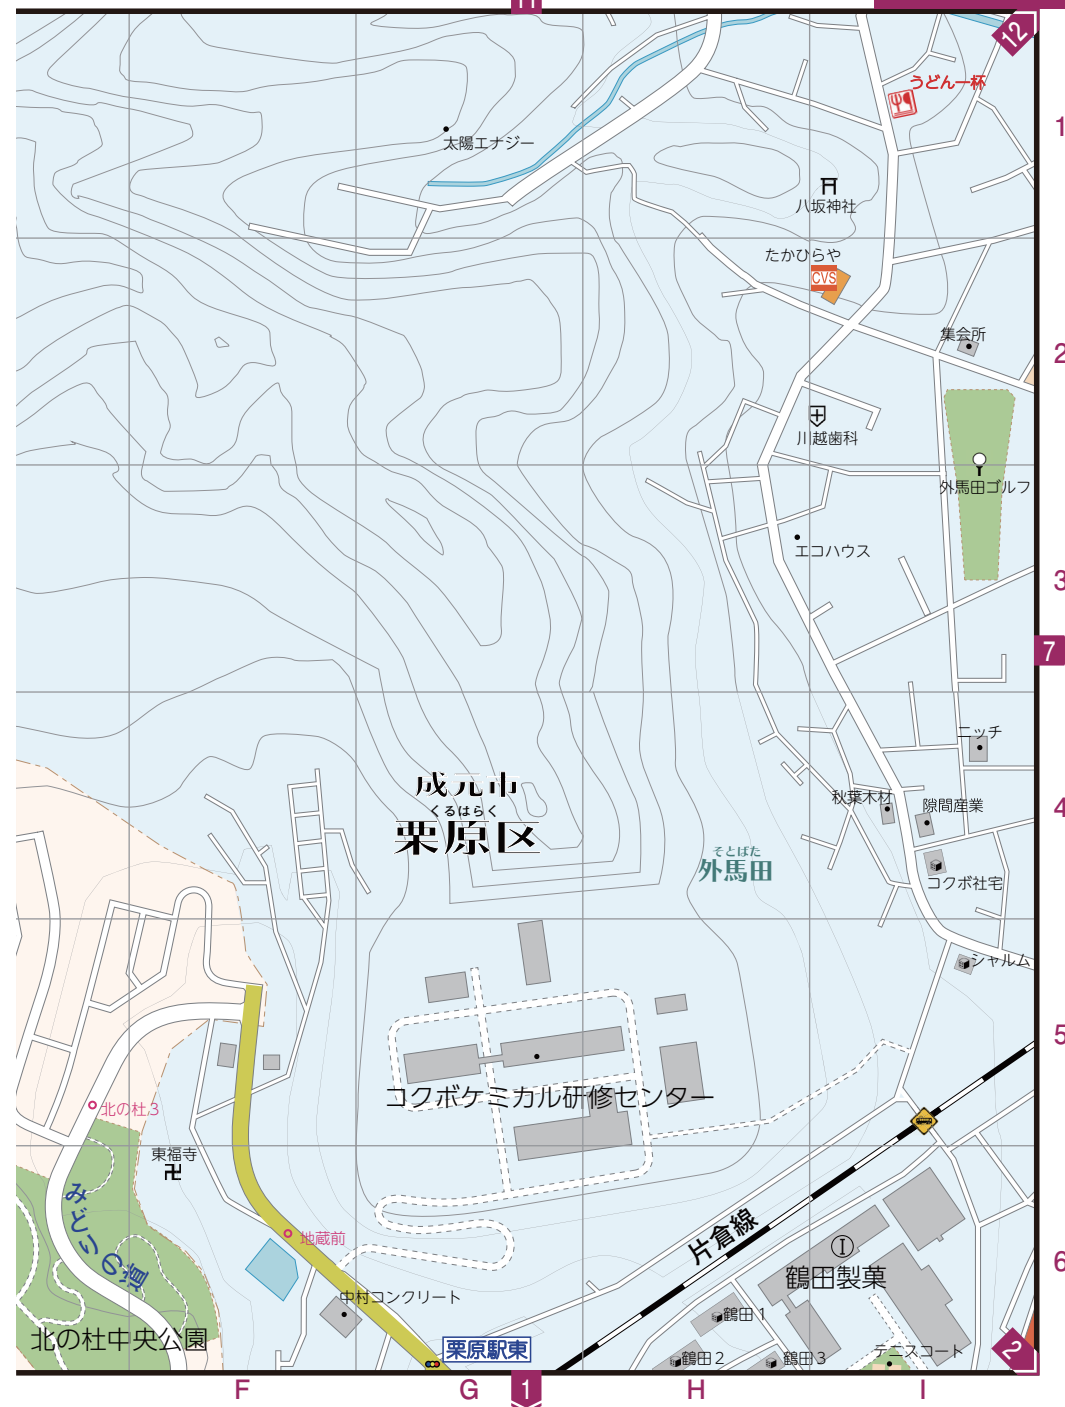 11
12
うどん一杯
1
太陽エナジー
八坂神社
たかひらや
CVS
集会所
2
川越歯科
外馬田ゴルフ
エコハウス
3
7
ニッチ
成元市
くるはらく
栗原区
秋葉木材
隙間産業
4
そとばた
外馬田
コクボ社宅
シャルム
5
コクボケミカル研修センター
北の杜3
東福寺
みどりの道
地蔵前
片倉線
6
鶴田製菓
中村コンクリート
鶴田1
北の杜中央公園
栗原駅東
鶴田2
鶴田3
テニスコート
2
F
G
1
H
I